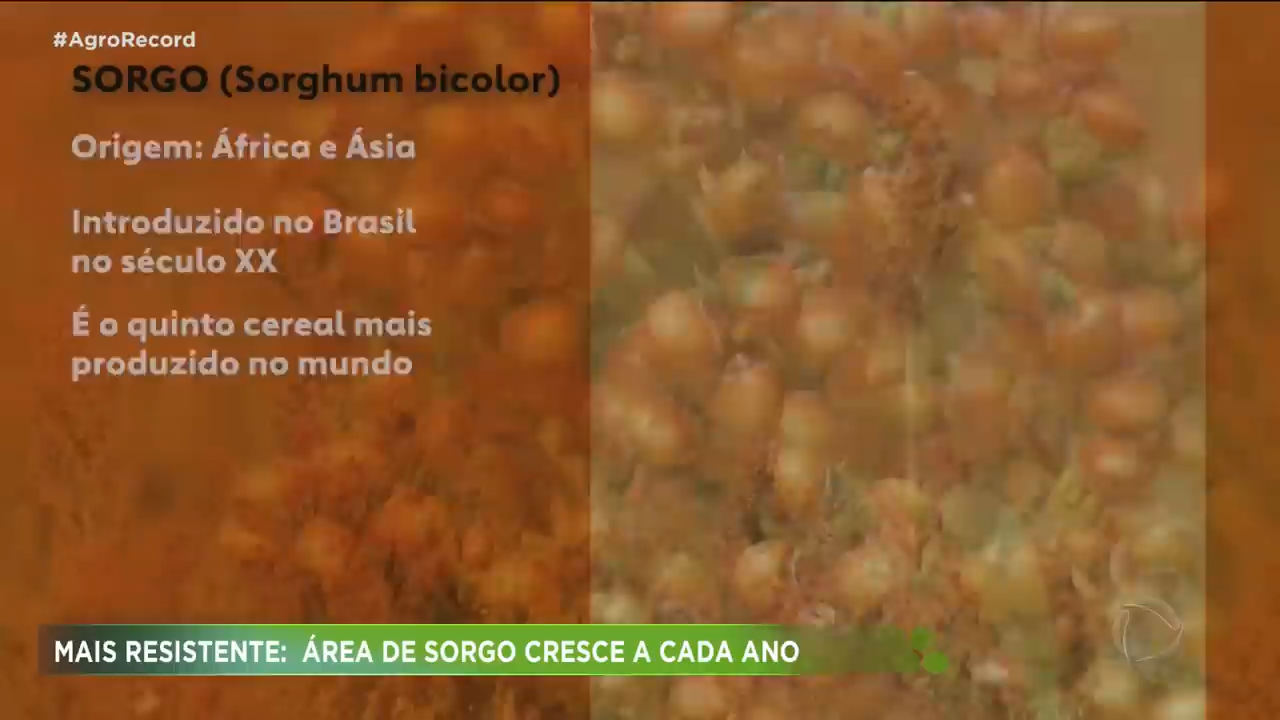 #AgroRecord
SORGO (Sorghum bicolor)
Origem: África e Ásia
Introduzido no Brasil
no século XX
É o quinto cereal mais
produzido no mundo
MAIS RESISTENTE: ÁREA DE SORGO CRESCE A CADA ANO